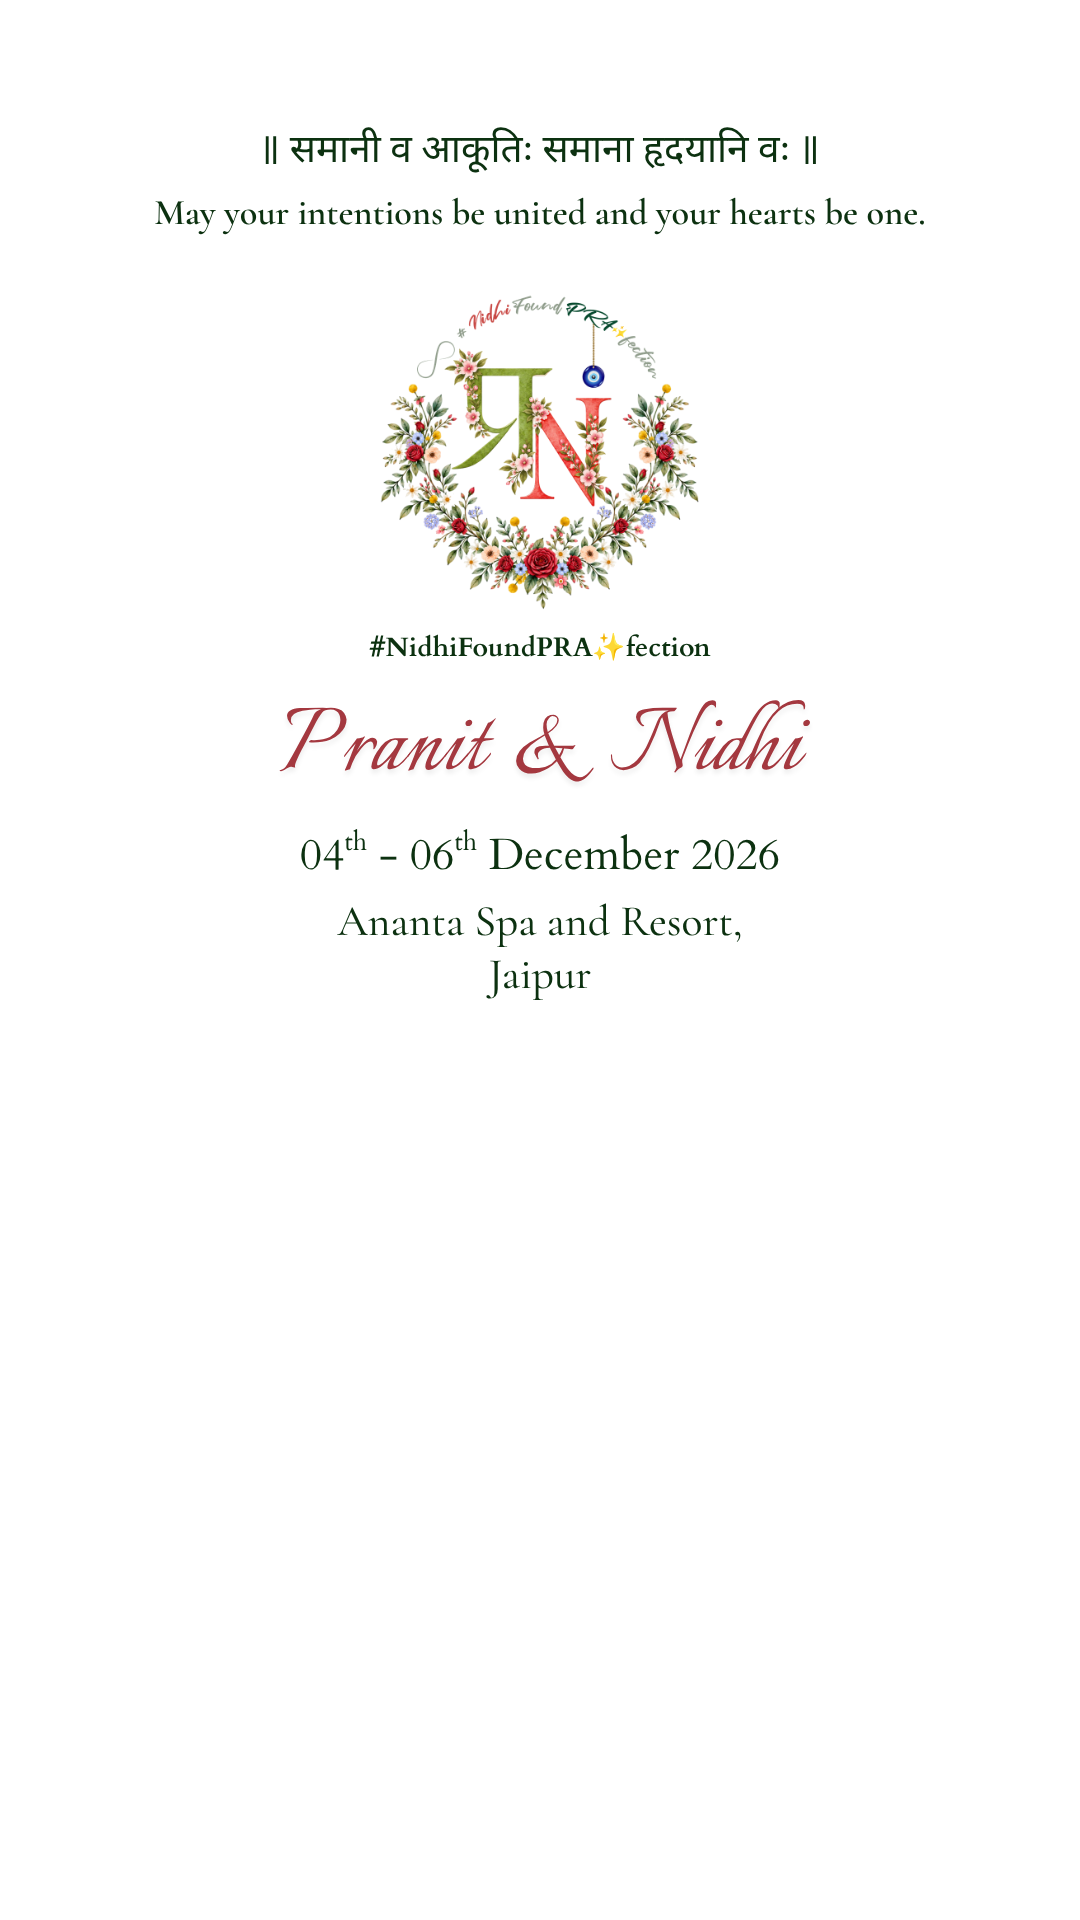 ॥ समानी व आकूतिः समाना हृदयानि वः ॥
May your intentions be united and your hearts be one.
# Nidhi Found PRA✨fection
प्र N
#NidhiFoundPRA✨fection
Pranit & Nidhi
04th - 06th December 2026
Ananta Spa and Resort,
Jaipur